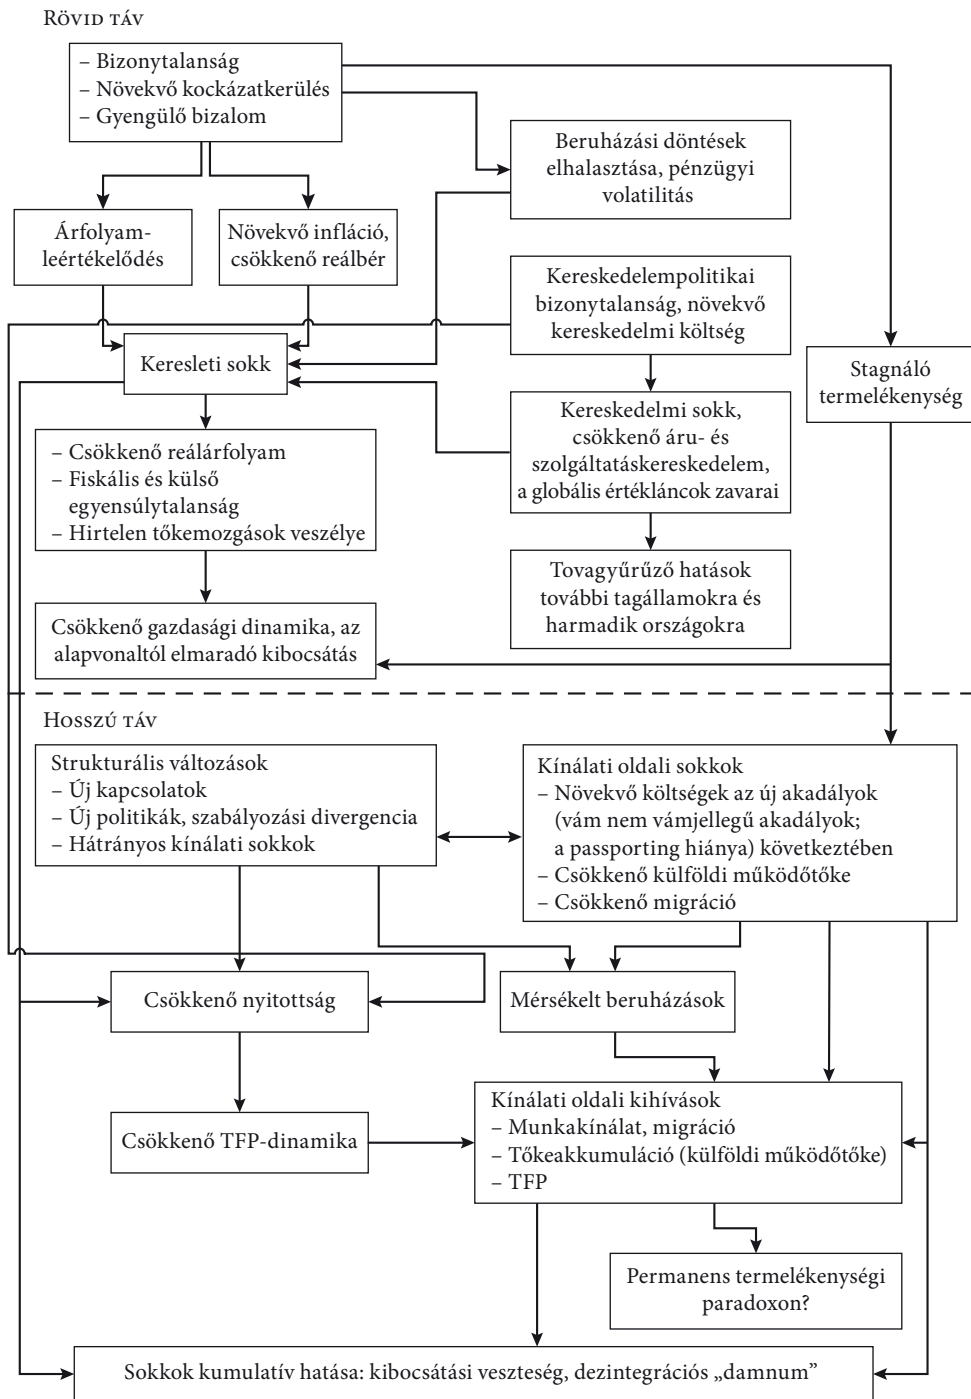 Rövid táv
– Bizonytalanság
– Növekvő kockázatkerülés
– Gyengülő bizalom
Beruházási döntések
elhalasztása, pénzügyi
volatilitás
Árfolyam-
leértékelődés
Növekvő infláció,
csökkenő reálbér
Kereskedelempolitikai
bizonytalanság, növekvő
kereskedelmi költség
Keresleti sokk
Stagnáló
termelékenység
Kereskedelmi sokk,
csökkenő áru- és
szolgáltatáskereskedelem,
a globális értékláncok zavarai
– Csökkenő reálárfolyam
– Fiskális és külső
egyensúlytalanság
– Hirtelen tőkemozgások veszélye
Tovagyűrűző hatások
további tagállamokra és
harmadik országokra
Csökkenő gazdasági dinamika, az
alapvonaltól elmaradó kibocsátás
Hosszú táv
Strukturális változások
– Új kapcsolatok
– Új politikák, szabályozási divergencia
– Hátrányos kínálati sokkok
Kínálati oldali sokkok
– Növekvő költségek az új akadályok
(vám nem vámjellegű akadályok;
a passporting hiánya) következtében
– Csökkenő külföldi működőtőke
– Csökkenő migráció
Csökkenő nyitottság
Mérsékelt beruházások
Csökkenő TFP-dinamika
Kínálati oldali kihívások
– Munkakínálat, migráció
– Tőkeakkumuláció (külföldi működőtőke)
– TFP
Permanens termelékenységi
paradoxon?
Sokkok kumulatív hatása: kibocsátási veszteség, dezintegrációs „damnum”